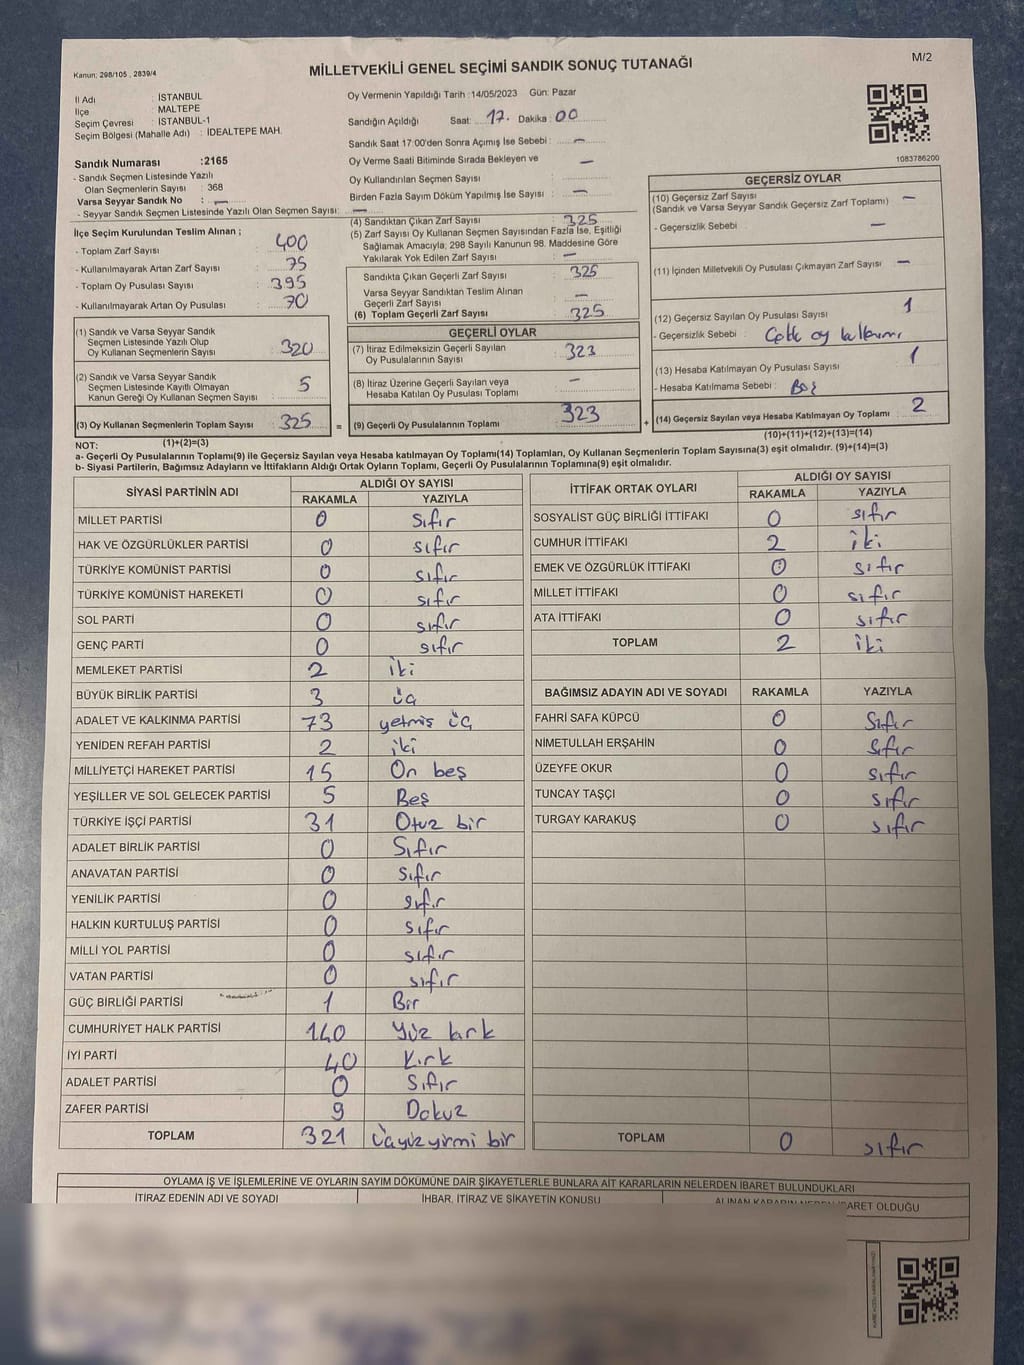 M/2
Kanun; 298/105 , 2839/4
MİLLETVEKİLİ GENEL SEÇİMİ SANDIK SONUÇ TUTANAĞI
İl Adı : İSTANBUL
İlçe : MALTEPE
Seçim Çevresi : İSTANBUL-1
Seçim Bölgesi (Mahalle Adı) : İDEALTEPE MAH.
Sandık Numarası :2165
- Sandık Seçmen Listesinde Yazılı
Olan Seçmenlerin Sayısı : 368
Varsa Seyyar Sandık No : —
- Seyyar Sandık Seçmen Listesinde Yazılı Olan Seçmen Sayısı: —
Oy Vermenin Yapıldığı Tarih :14/05/2023 Gün: Pazar
Sandığın Açıldığı Saat: 17. Dakika: 00
Sandık Saat 17:00'den Sonra Açımış İse Sebebi : —
Oy Verme Saati Bitiminde Sırada Bekleyen ve —
Oy Kullandırılan Seçmen Sayısı :
Birden Fazla Sayım Döküm Yapılmış İse Sayısı : —
1083786200
İlçe Seçim Kurulundan Teslim Alınan ;
- Toplam Zarf Sayısı : 400
- Kullanılmayarak Artan Zarf Sayısı : 75
- Toplam Oy Pusulası Sayısı : 395
- Kullanılmayarak Artan Oy Pusulası : 70
(1) Sandık ve Varsa Seyyar Sandık
Seçmen Listesinde Yazılı Olup
Oy Kullanan Seçmenlerin Sayısı : 320
(2) Sandık ve Varsa Seyyar Sandık
Seçmen Listesinde Kayıtlı Olmayan
Kanun Gereği Oy Kullanan Seçmen Sayısı : 5
(3) Oy Kullanan Seçmenlerin Toplam Sayısı : 325
(1)+(2)=(3)
(4) Sandıktan Çıkan Zarf Sayısı : 325
(5) Zarf Sayısı Oy Kullanan Seçmen Sayısından Fazla İse, Eşitliği
Sağlamak Amacıyla, 298 Sayılı Kanunun 98. Maddesine Göre
Yakılarak Yok Edilen Zarf Sayısı : —
Sandıkta Çıkan Geçerli Zarf Sayısı : 325
Varsa Seyyar Sandıktan Teslim Alınan
Geçerli Zarf Sayısı : —
(6) Toplam Geçerli Zarf Sayısı : 325
GEÇERLİ OYLAR
(7) İtiraz Edilmeksizin Geçerli Sayılan
Oy Pusulalarının Sayısı : 323
(8) İtiraz Üzerine Geçerli Sayılan veya
Hesaba Katılan Oy Pusulası Toplamı : —
= (9) Geçerli Oy Pusulalarının Toplamı : 323
GEÇERSİZ OYLAR
(10) Geçersiz Zarf Sayısı —
(Sandık ve Varsa Seyyar Sandık Geçersiz Zarf Toplamı)
- Geçersizlik Sebebi : —
(11) İçinden Milletvekili Oy Pusulası Çıkmayan Zarf Sayısı : —
(12) Geçersiz Sayılan Oy Pusulası Sayısı : 1
- Geçersizlik Sebebi : Çok oy kullanımı
(13) Hesaba Katılmayan Oy Pusulası Sayısı : 1
- Hesaba Katılmama Sebebi : Boş
+ (14) Geçersiz Sayılan veya Hesaba Katılmayan Oy Toplamı : 2
(10)+(11)+(12)+(13)=(14)
NOT:
a- Geçerli Oy Pusulalarının Toplamı(9) ile Geçersiz Sayılan veya Hesaba katılmayan Oy Toplamı(14) Toplamları, Oy Kullanan Seçmenlerin Toplam Sayısına(3) eşit olmalıdır. (9)+(14)=(3)
b- Siyasi Partilerin, Bağımsız Adayların ve İttifakların Aldığı Ortak Oyların Toplamı, Geçerli Oy Pusulalarının Toplamına(9) eşit olmalıdır.
SİYASİ PARTİNİN ADI ALDIĞI OY SAYISI
RAKAMLA YAZIYLA
MİLLET PARTİSİ 0 Sıfır
HAK VE ÖZGÜRLÜKLER PARTİSİ 0 sıfır
TÜRKİYE KOMÜNİST PARTİSİ 0 sıfır
TÜRKİYE KOMÜNİST HAREKETİ 0 sıfır
SOL PARTİ 0 sıfır
GENÇ PARTİ 0 sıfır
MEMLEKET PARTİSİ 2 iki
BÜYÜK BİRLİK PARTİSİ 3 üç
ADALET VE KALKINMA PARTİSİ 73 yetmiş üç
YENİDEN REFAH PARTİSİ 2 iki
MİLLİYETÇİ HAREKET PARTİSİ 15 On beş
YEŞİLLER VE SOL GELECEK PARTİSİ 5 Beş
TÜRKİYE İŞÇİ PARTİSİ 31 Otuz bir
ADALET BİRLİK PARTİSİ 0 Sıfır
ANAVATAN PARTİSİ 0 sıfır
YENİLİK PARTİSİ 0 sıfır
HALKIN KURTULUŞ PARTİSİ 0 sıfır
MİLLİ YOL PARTİSİ 0 sıfır
VATAN PARTİSİ 0 sıfır
GÜÇ BİRLİĞİ PARTİSİ 1 Bir
CUMHURİYET HALK PARTİSİ 140 Yüz kırk
İYİ PARTİ 40 Kırk
ADALET PARTİSİ 0 Sıfır
ZAFER PARTİSİ 9 Dokuz
TOPLAM 321 üçyüzyirmi bir
İTTİFAK ORTAK OYLARI ALDIĞI OY SAYISI
RAKAMLA YAZIYLA
SOSYALİST GÜÇ BİRLİĞİ İTTİFAKI 0 sıfır
CUMHUR İTTİFAKI 2 iki
EMEK VE ÖZGÜRLÜK İTTİFAKI 0 sıfır
MİLLET İTTİFAKI 0 sıfır
ATA İTTİFAKI 0 sıfır
TOPLAM 2 iki
BAĞIMSIZ ADAYIN ADI VE SOYADI RAKAMLA YAZIYLA
FAHRİ SAFA KÜPCÜ 0 Sıfır
NİMETULLAH ERŞAHİN 0 Sıfır
ÜZEYFE OKUR 0 sıfır
TUNCAY TAŞÇI 0 sıfır
TURGAY KARAKUŞ 0 sıfır
TOPLAM 0 sıfır
OYLAMA İŞ VE İŞLEMLERİNE VE OYLARIN SAYIM DÖKÜMÜNE DAİR ŞİKAYETLERLE BUNLARA AİT KARARLARIN NELERDEN İBARET BULUNDUKLARI
İTİRAZ EDENİN ADI VE SOYADI İHBAR, İTİRAZ VE ŞİKAYETİN KONUSU ALINAN KARARIN NEDEN İBARET OLDUĞU